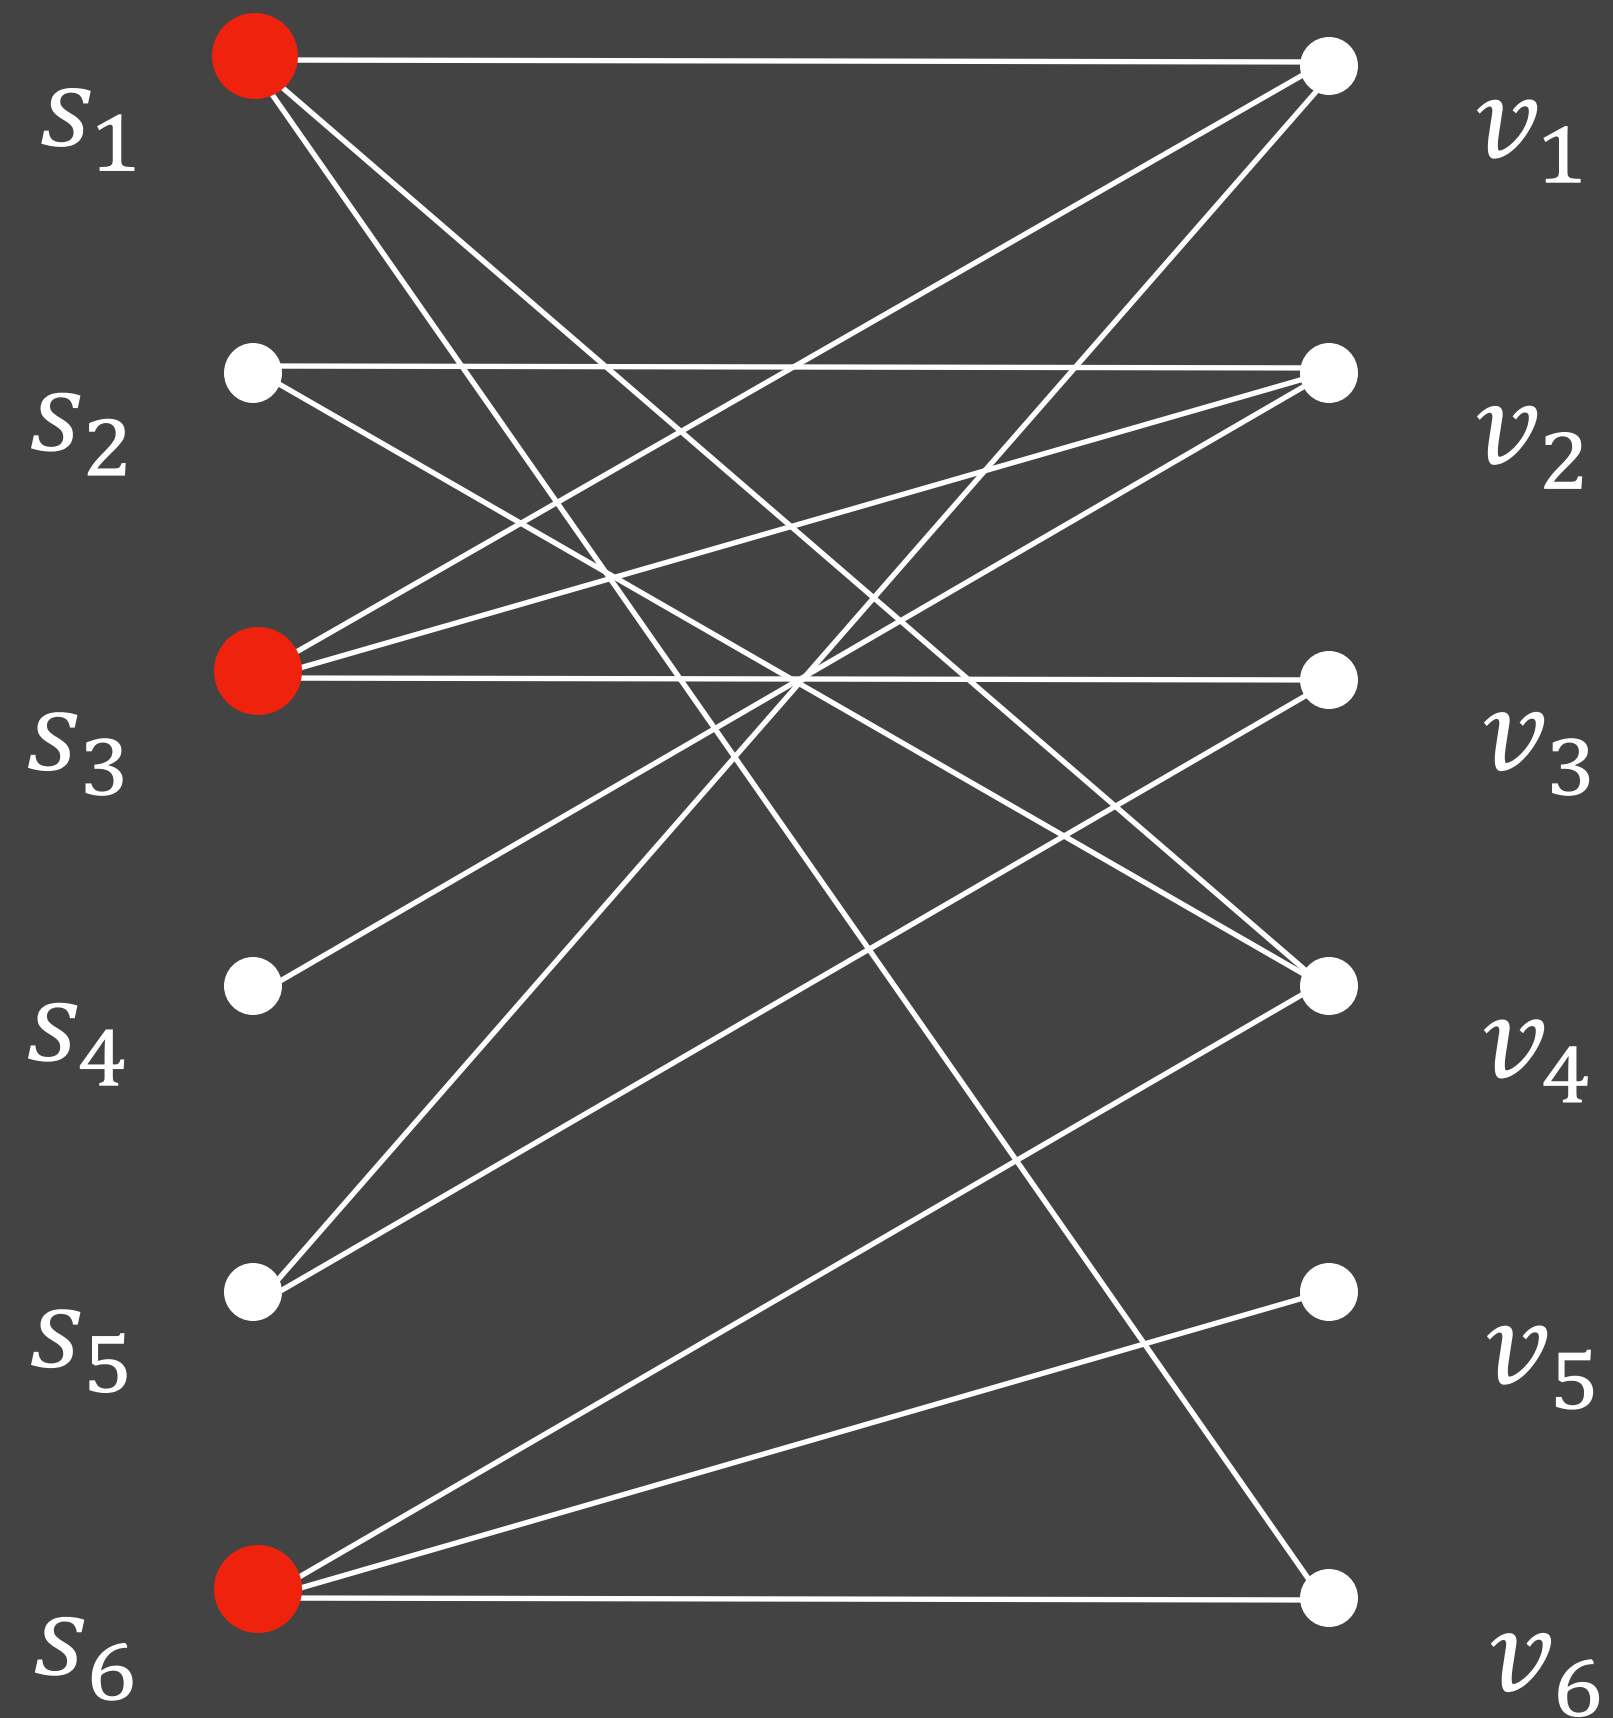 s₁ v₁
s₂ v₂
s₃ v₃
s₄ v₄
s₅ v₅
s₆ v₆